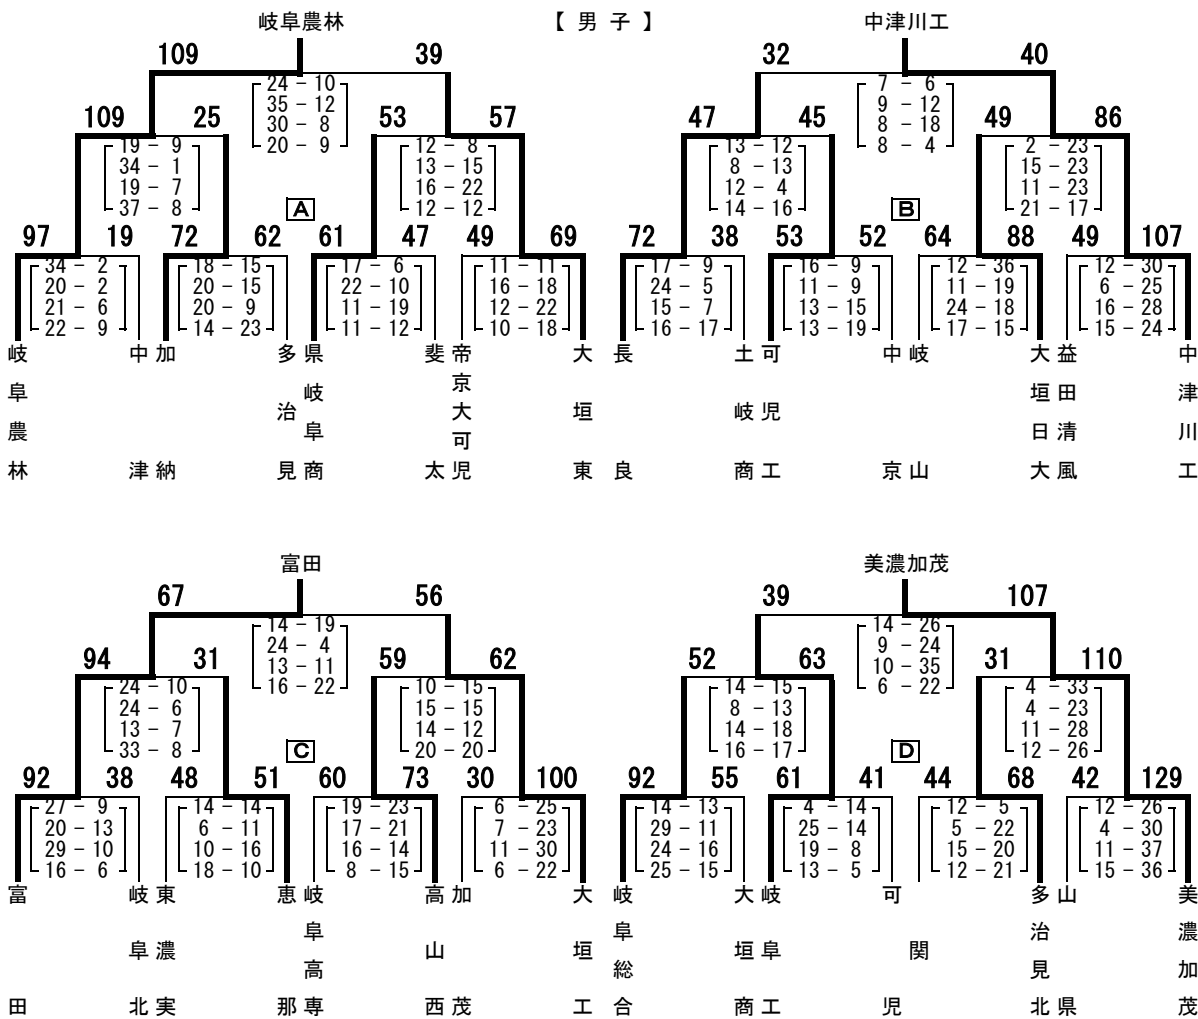 岐阜農林 【 男 子 】 中津川工
109 39 32 40
24 - 10 7 - 6
35 - 12 9 - 12
30 - 8 8 - 18
20 - 9 8 - 4
109 25 53 57 47 45 49 86
19 - 9 12 - 8 13 - 12 2 - 23
34 - 1 13 - 15 8 - 13 15 - 23
19 - 7 16 - 22 12 - 4 11 - 23
37 - 8 12 - 12 14 - 16 21 - 17
A B
97 19 72 62 61 47 49 69 72 38 53 52 64 88 49 107
34 - 2 18 - 15 17 - 6 11 - 11 17 - 9 16 - 9 12 - 36 12 - 30
20 - 2 20 - 15 22 - 10 16 - 18 24 - 5 11 - 9 11 - 19 6 - 25
21 - 6 20 - 9 11 - 19 12 - 22 15 - 7 13 - 15 24 - 18 16 - 28
22 - 9 14 - 23 11 - 12 10 - 18 16 - 17 13 - 19 17 - 15 15 - 24
岐阜農林 中津 加納 多治見 県岐阜商 斐太 帝京大可児 大垣東 長良 土岐商 可児工 中京 岐山 大垣日大 益田清風 中津川工
富田 美濃加茂
67 56 39 107
14 - 19 14 - 26
24 - 4 9 - 24
13 - 11 10 - 35
16 - 22 6 - 22
94 31 59 62 52 63 31 110
24 - 10 10 - 15 14 - 15 4 - 33
24 - 6 15 - 15 8 - 13 4 - 23
13 - 7 14 - 12 14 - 18 11 - 28
33 - 8 20 - 20 16 - 17 12 - 26
C D
92 38 48 51 60 73 30 100 92 55 61 41 44 68 42 129
27 - 9 14 - 14 19 - 23 6 - 25 14 - 13 4 - 14 12 - 5 12 - 26
20 - 13 6 - 11 17 - 21 7 - 23 29 - 11 25 - 14 5 - 22 4 - 30
29 - 10 10 - 16 16 - 14 11 - 30 24 - 16 19 - 8 15 - 20 11 - 37
16 - 6 18 - 10 8 - 15 6 - 22 25 - 15 13 - 5 12 - 21 15 - 36
富田 岐阜北 東濃実 恵那 岐阜高専 高山西 加茂 大垣工 岐阜総合 大垣商 岐阜工 可児 関 多治見北 山県 美濃加茂